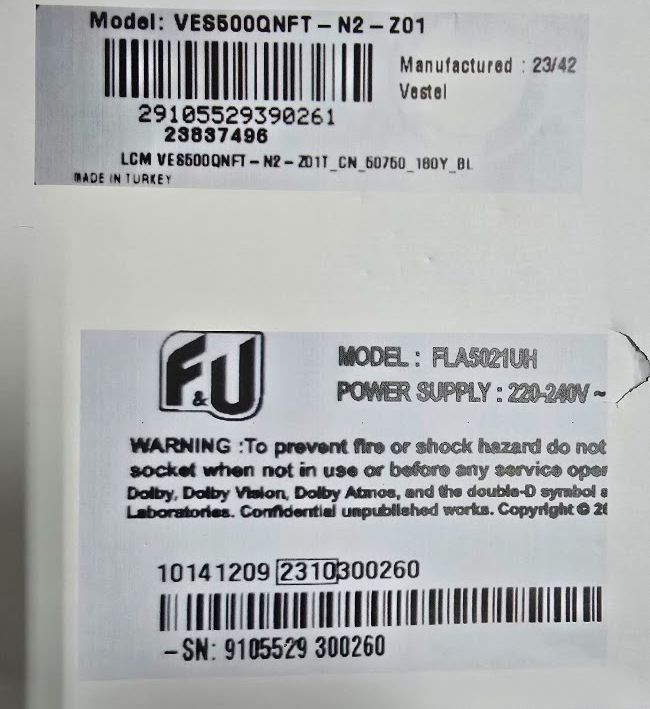 Model: VES500QNFT-N2-Z01
Manufactured : 23/42
Vestel
29105529390261
23837496
LCM VES500QNFT-N2-Z01T_CN_50750_180Y_BL
MADE IN TURKEY
F&U
MODEL : FLA5021UH
POWER SUPPLY : 220-240V ~
WARNING :To prevent fire or shock hazard do not
socket when not in use or before any service oper
Dolby, Dolby Vision, Dolby Atmos, and the double-D symbol a
Laboratories. Confidential unpublished works. Copyright © 20
10141209 2310300260
-SN: 9105529 300260